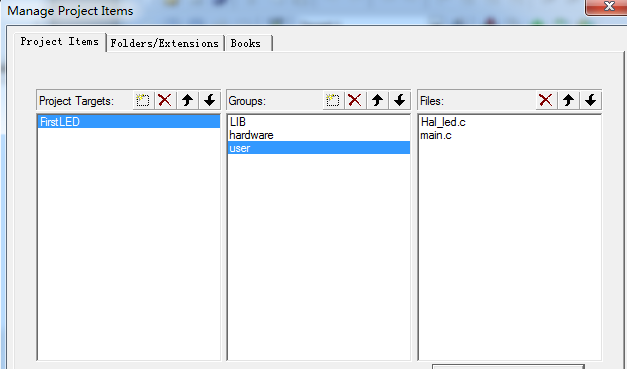 Manage Project Items
Project Items Folders/Extensions Books
Project Targets: Groups: Files:
FirstLED
LIB
hardware
user
Hal_led.c
main.c